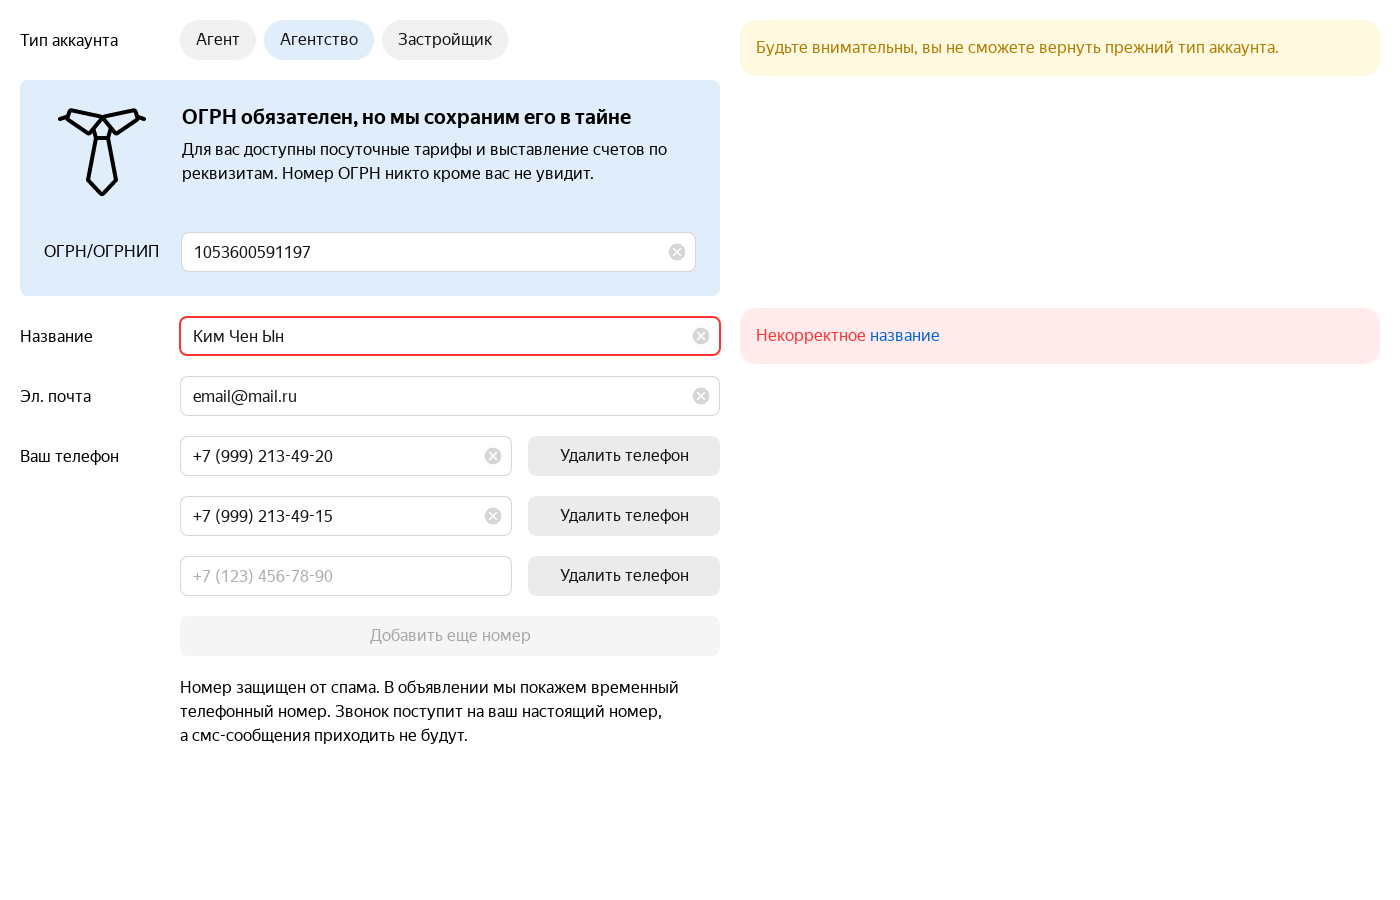 Тип аккаунта
Агент
Агентство
Застройщик
Будьте внимательны, вы не сможете вернуть прежний тип аккаунта.
ОГРН обязателен, но мы сохраним его в тайне
Для вас доступны посуточные тарифы и выставление счетов по
реквизитам. Номер ОГРН никто кроме вас не увидит.
ОГРН/ОГРНИП
1053600591197
Название
Ким Чен Ын
Некорректное название
Эл. почта
email@mail.ru
Ваш телефон
+7 (999) 213-49-20
Удалить телефон
+7 (999) 213-49-15
Удалить телефон
+7 (123) 456-78-90
Удалить телефон
Добавить еще номер
Номер защищен от спама. В объявлении мы покажем временный
телефонный номер. Звонок поступит на ваш настоящий номер,
а смс-сообщения приходить не будут.